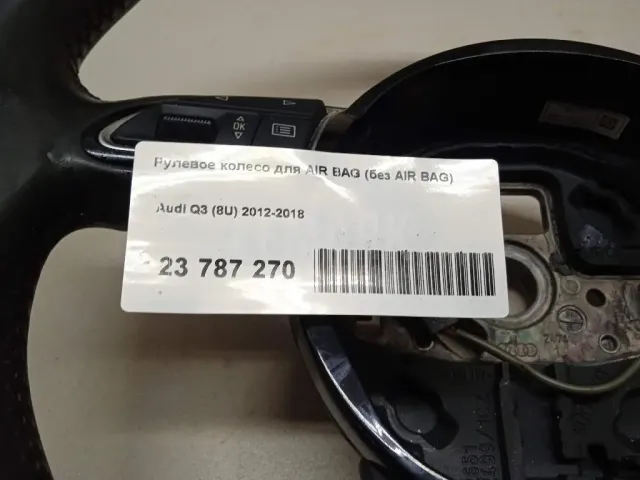 OK
Рулевое колесо для AIR BAG (без AIR BAG)
Audi Q3 (8U) 2012-2018
23 787 270